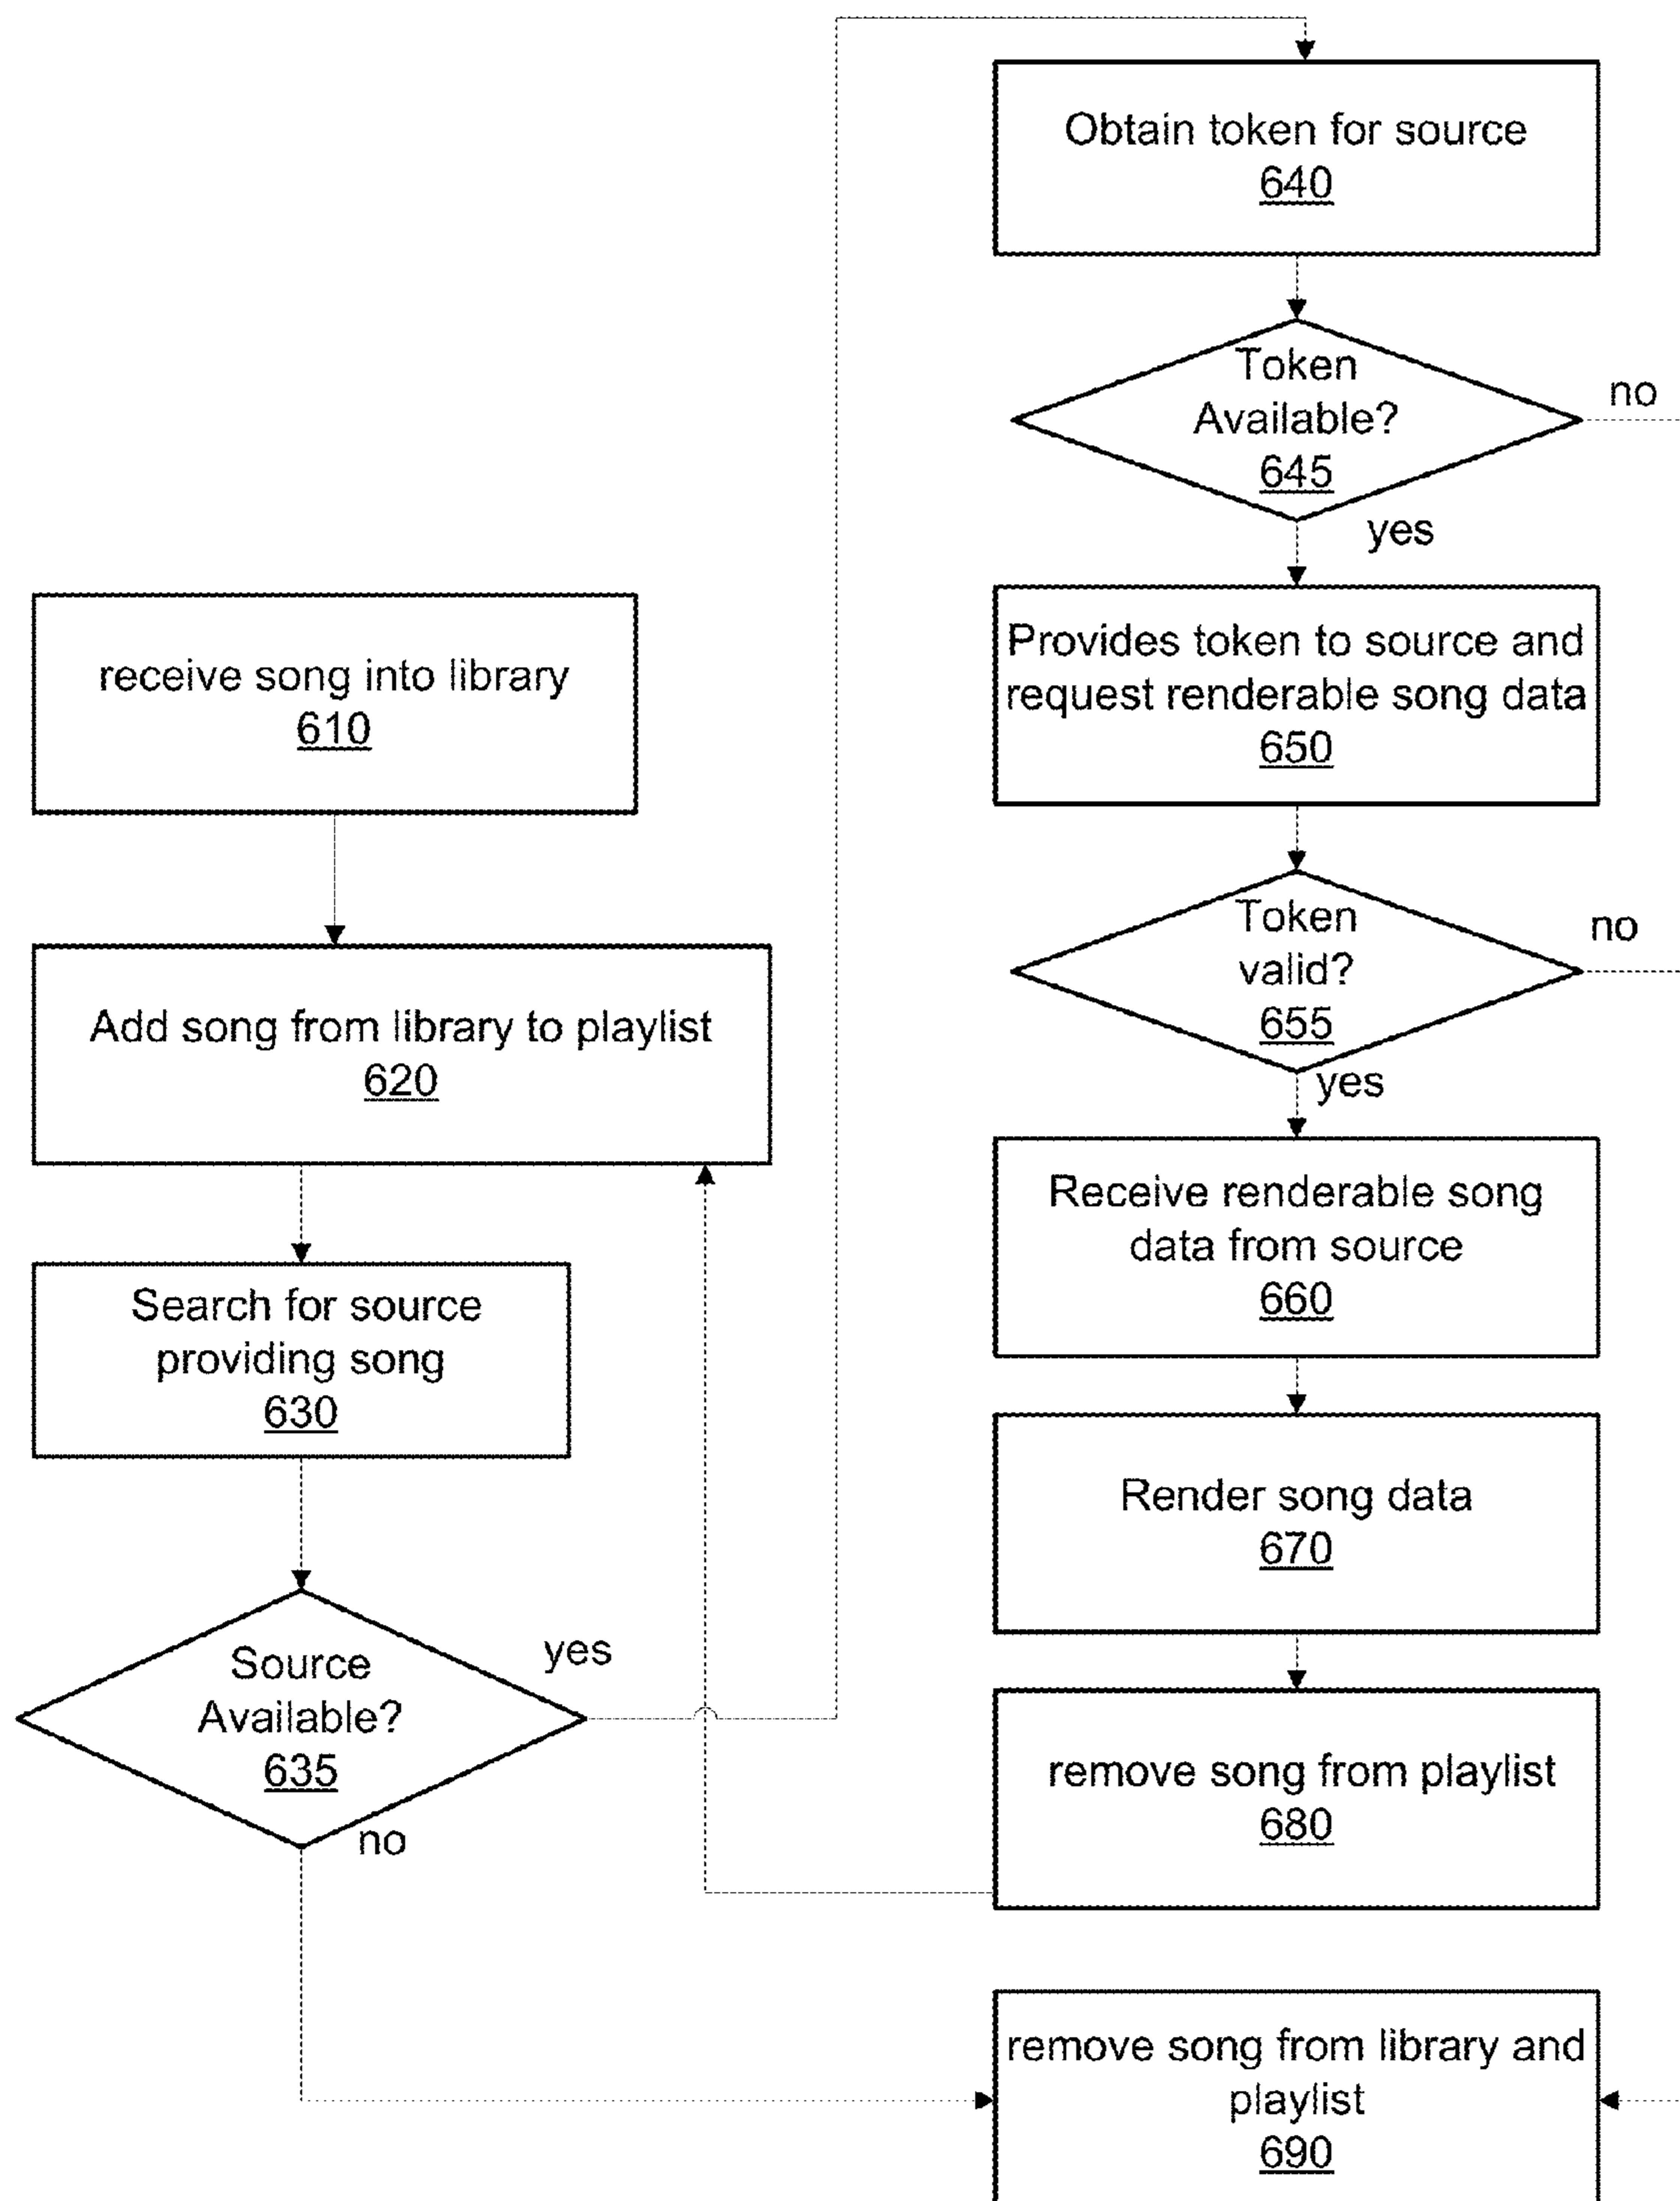 receive song into library
610
Add song from library to playlist
620
Search for source
providing song
630
Source
Available?
635
yes
no
Obtain token for source
640
Token
Available?
645
no
yes
Provides token to source and
request renderable song data
650
Token
valid?
655
no
yes
Receive renderable song
data from source
660
Render song data
670
remove song from playlist
680
remove song from library and
playlist
690